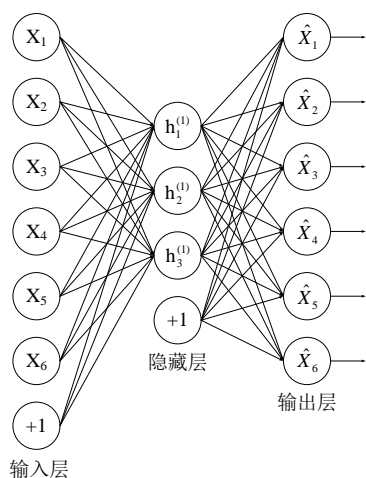 X₁
X₂
X₃
X₄
X₅
X₆
+1
输入层
h₁⁽¹⁾
h₂⁽¹⁾
h₃⁽¹⁾
+1
隐藏层
X̂₁
X̂₂
X̂₃
X̂₄
X̂₅
X̂₆
输出层